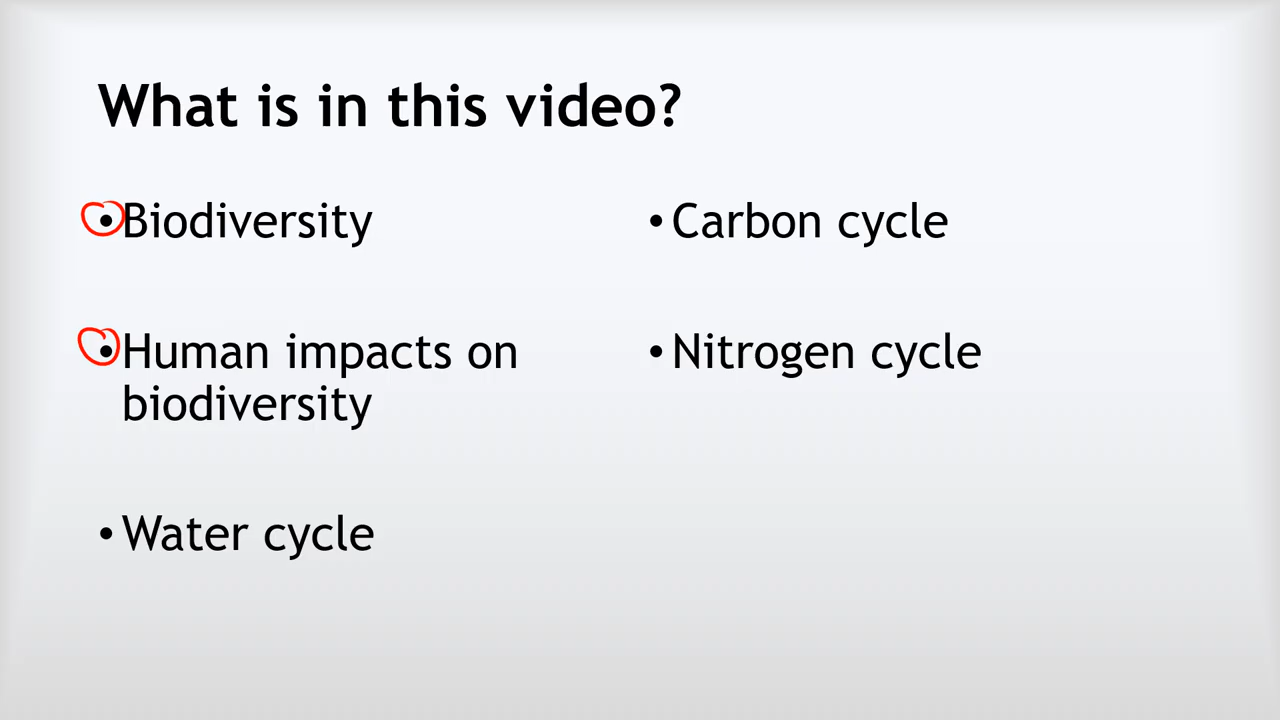 What is in this video?
• Biodiversity
• Human impacts on
biodiversity
• Water cycle
• Carbon cycle
• Nitrogen cycle